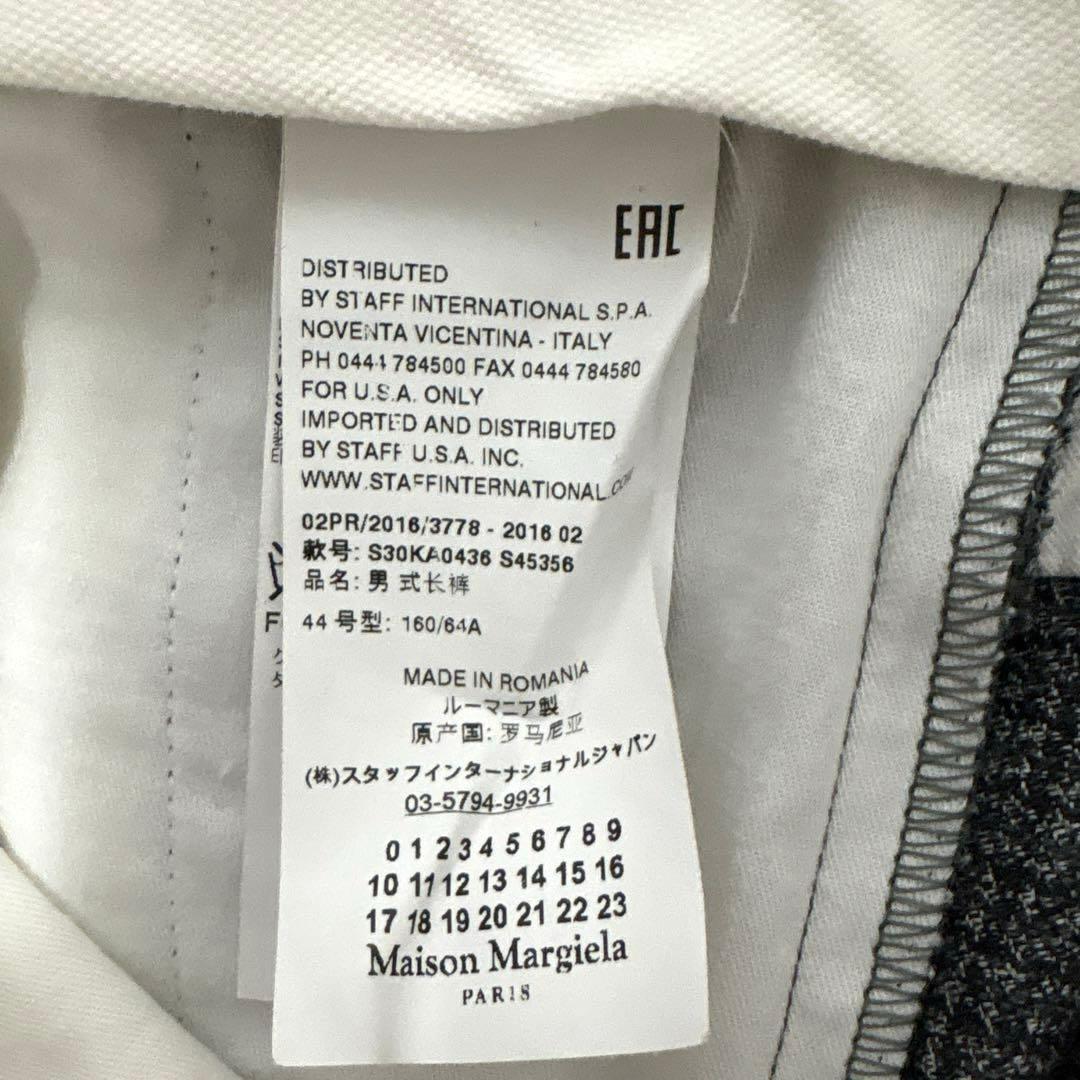 EAC
DISTRIBUTED
BY STAFF INTERNATIONAL S.P.A.
NOVENTA VICENTINA - ITALY
PH 0444 784500 FAX 0444 784580
FOR U.S.A. ONLY
IMPORTED AND DISTRIBUTED
BY STAFF U.S.A. INC.
WWW.STAFFINTERNATIONAL.COM
02PR/2016/3778 - 2016 02
款号: S30KA0436 S45356
品名: 男式长裤
44 号型: 160/64A
MADE IN ROMANIA
ルーマニア製
原产国: 罗马尼亚
(株)スタッフインターナショナルジャパン
03-5794-9931
0 1 2 3 4 5 6 7 8 9
10 11 12 13 14 15 16
17 18 19 20 21 22 23
Maison Margiela
PARIS